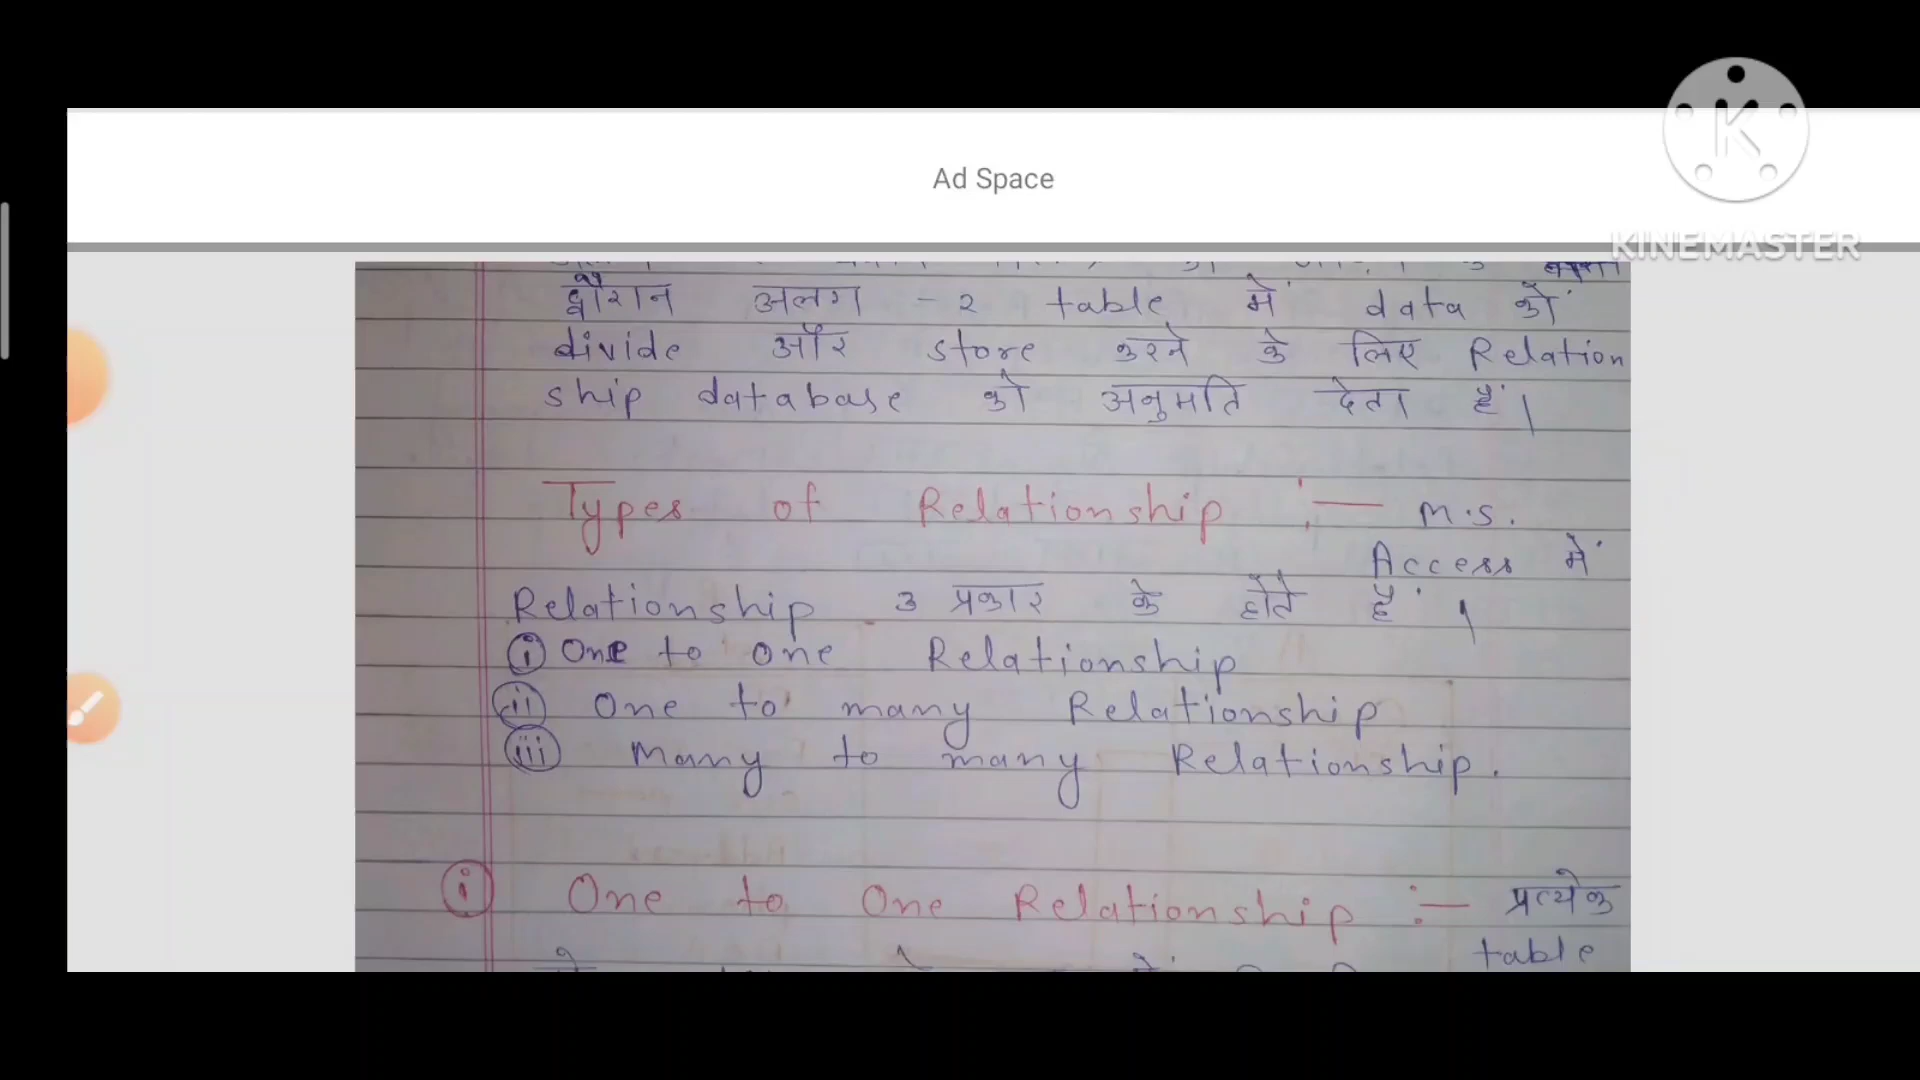 Ad Space
KINEMASTER
दौरान अलग - २ table में data को
divide और store करने के लिए Relation
ship database को अनुमति देता हैं।
Types of Relationship :— M.S.
Access में
Relationship 3 प्रकार के होते हैं।
(i) One to one Relationship
(ii) One to many Relationship
(iii) Many to many Relationship.
(i) One to One Relationship :— प्रत्येक
table